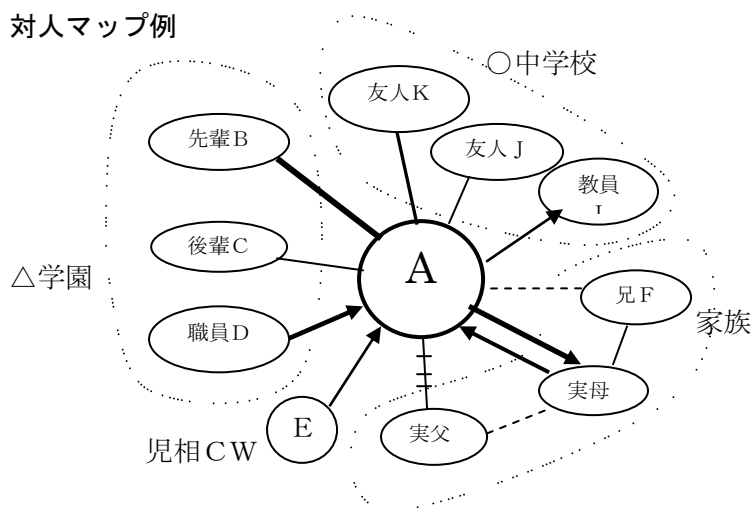 対人マップ例
○中学校
友人K
先輩B
友人J
教員
A
後輩C
△学園
兄F
家族
職員D
実母
E
実父
児相CW